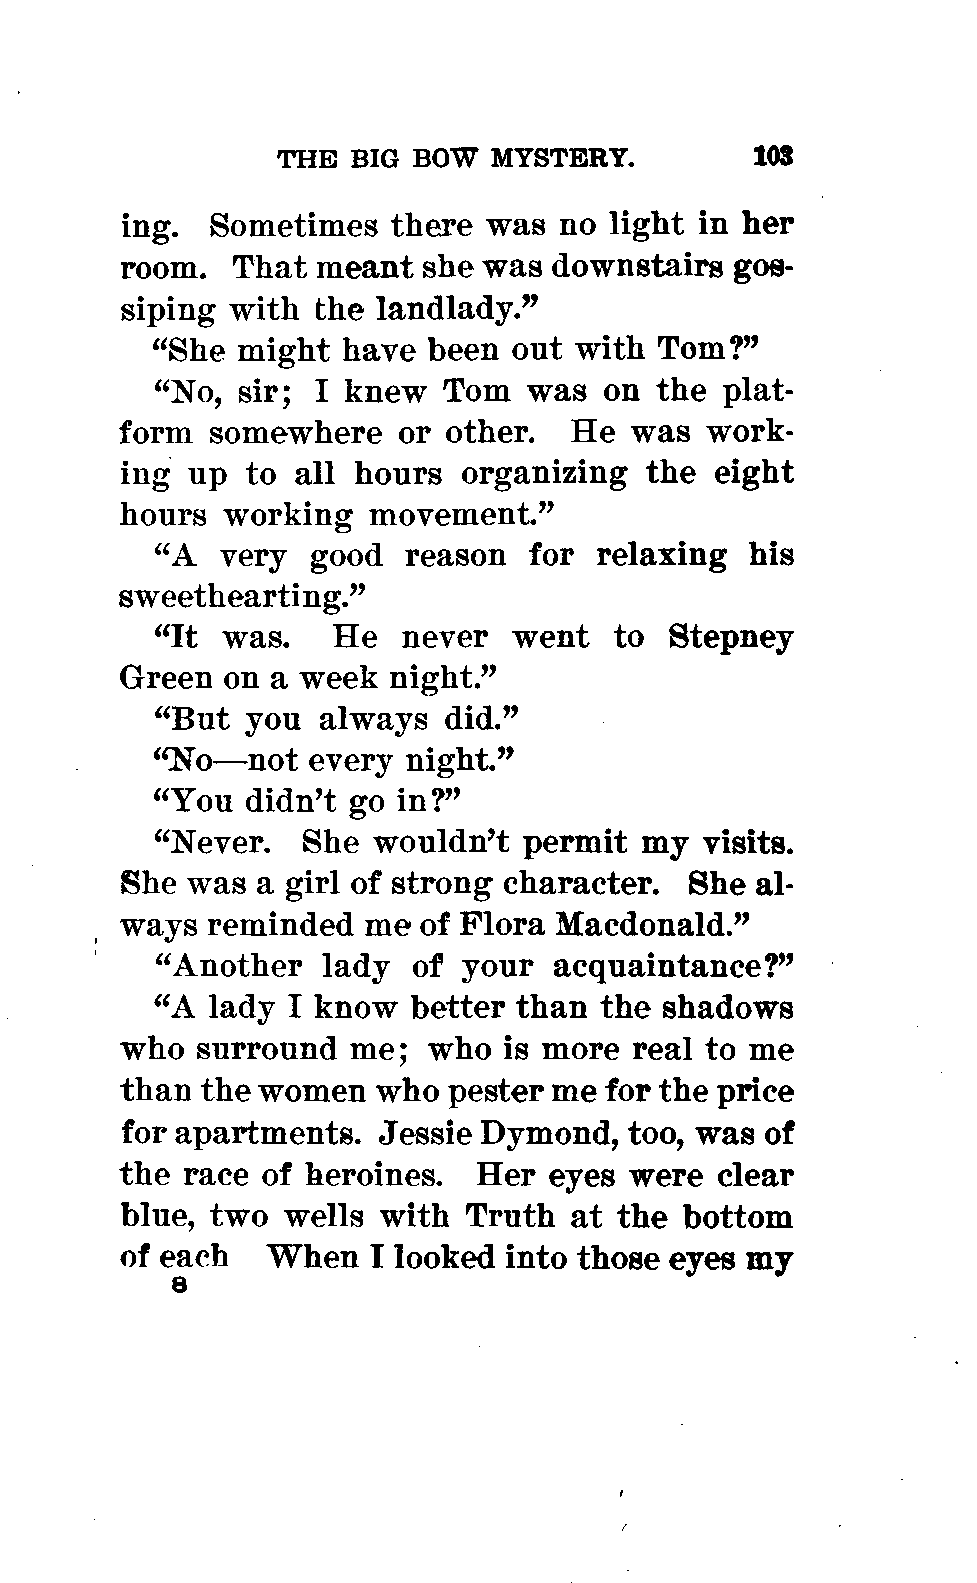 THE BIG BOW MYSTERY. 103
ing. Sometimes there was no light in her
room. That meant she was downstairs gos-
siping with the landlady.”
“She might have been out with Tom?”
“No, sir; I knew Tom was on the plat-
form somewhere or other. He was work-
ing up to all hours organizing the eight
hours working movement.”
“A very good reason for relaxing his
sweethearting.”
“It was. He never went to Stepney
Green on a week night.”
“But you always did.”
“No—not every night.”
“You didn’t go in?”
“Never. She wouldn’t permit my visits.
She was a girl of strong character. She al-
ways reminded me of Flora Macdonald.”
“Another lady of your acquaintance?”
“A lady I know better than the shadows
who surround me; who is more real to me
than the women who pester me for the price
for apartments. Jessie Dymond, too, was of
the race of heroines. Her eyes were clear
blue, two wells with Truth at the bottom
of each When I looked into those eyes my
8